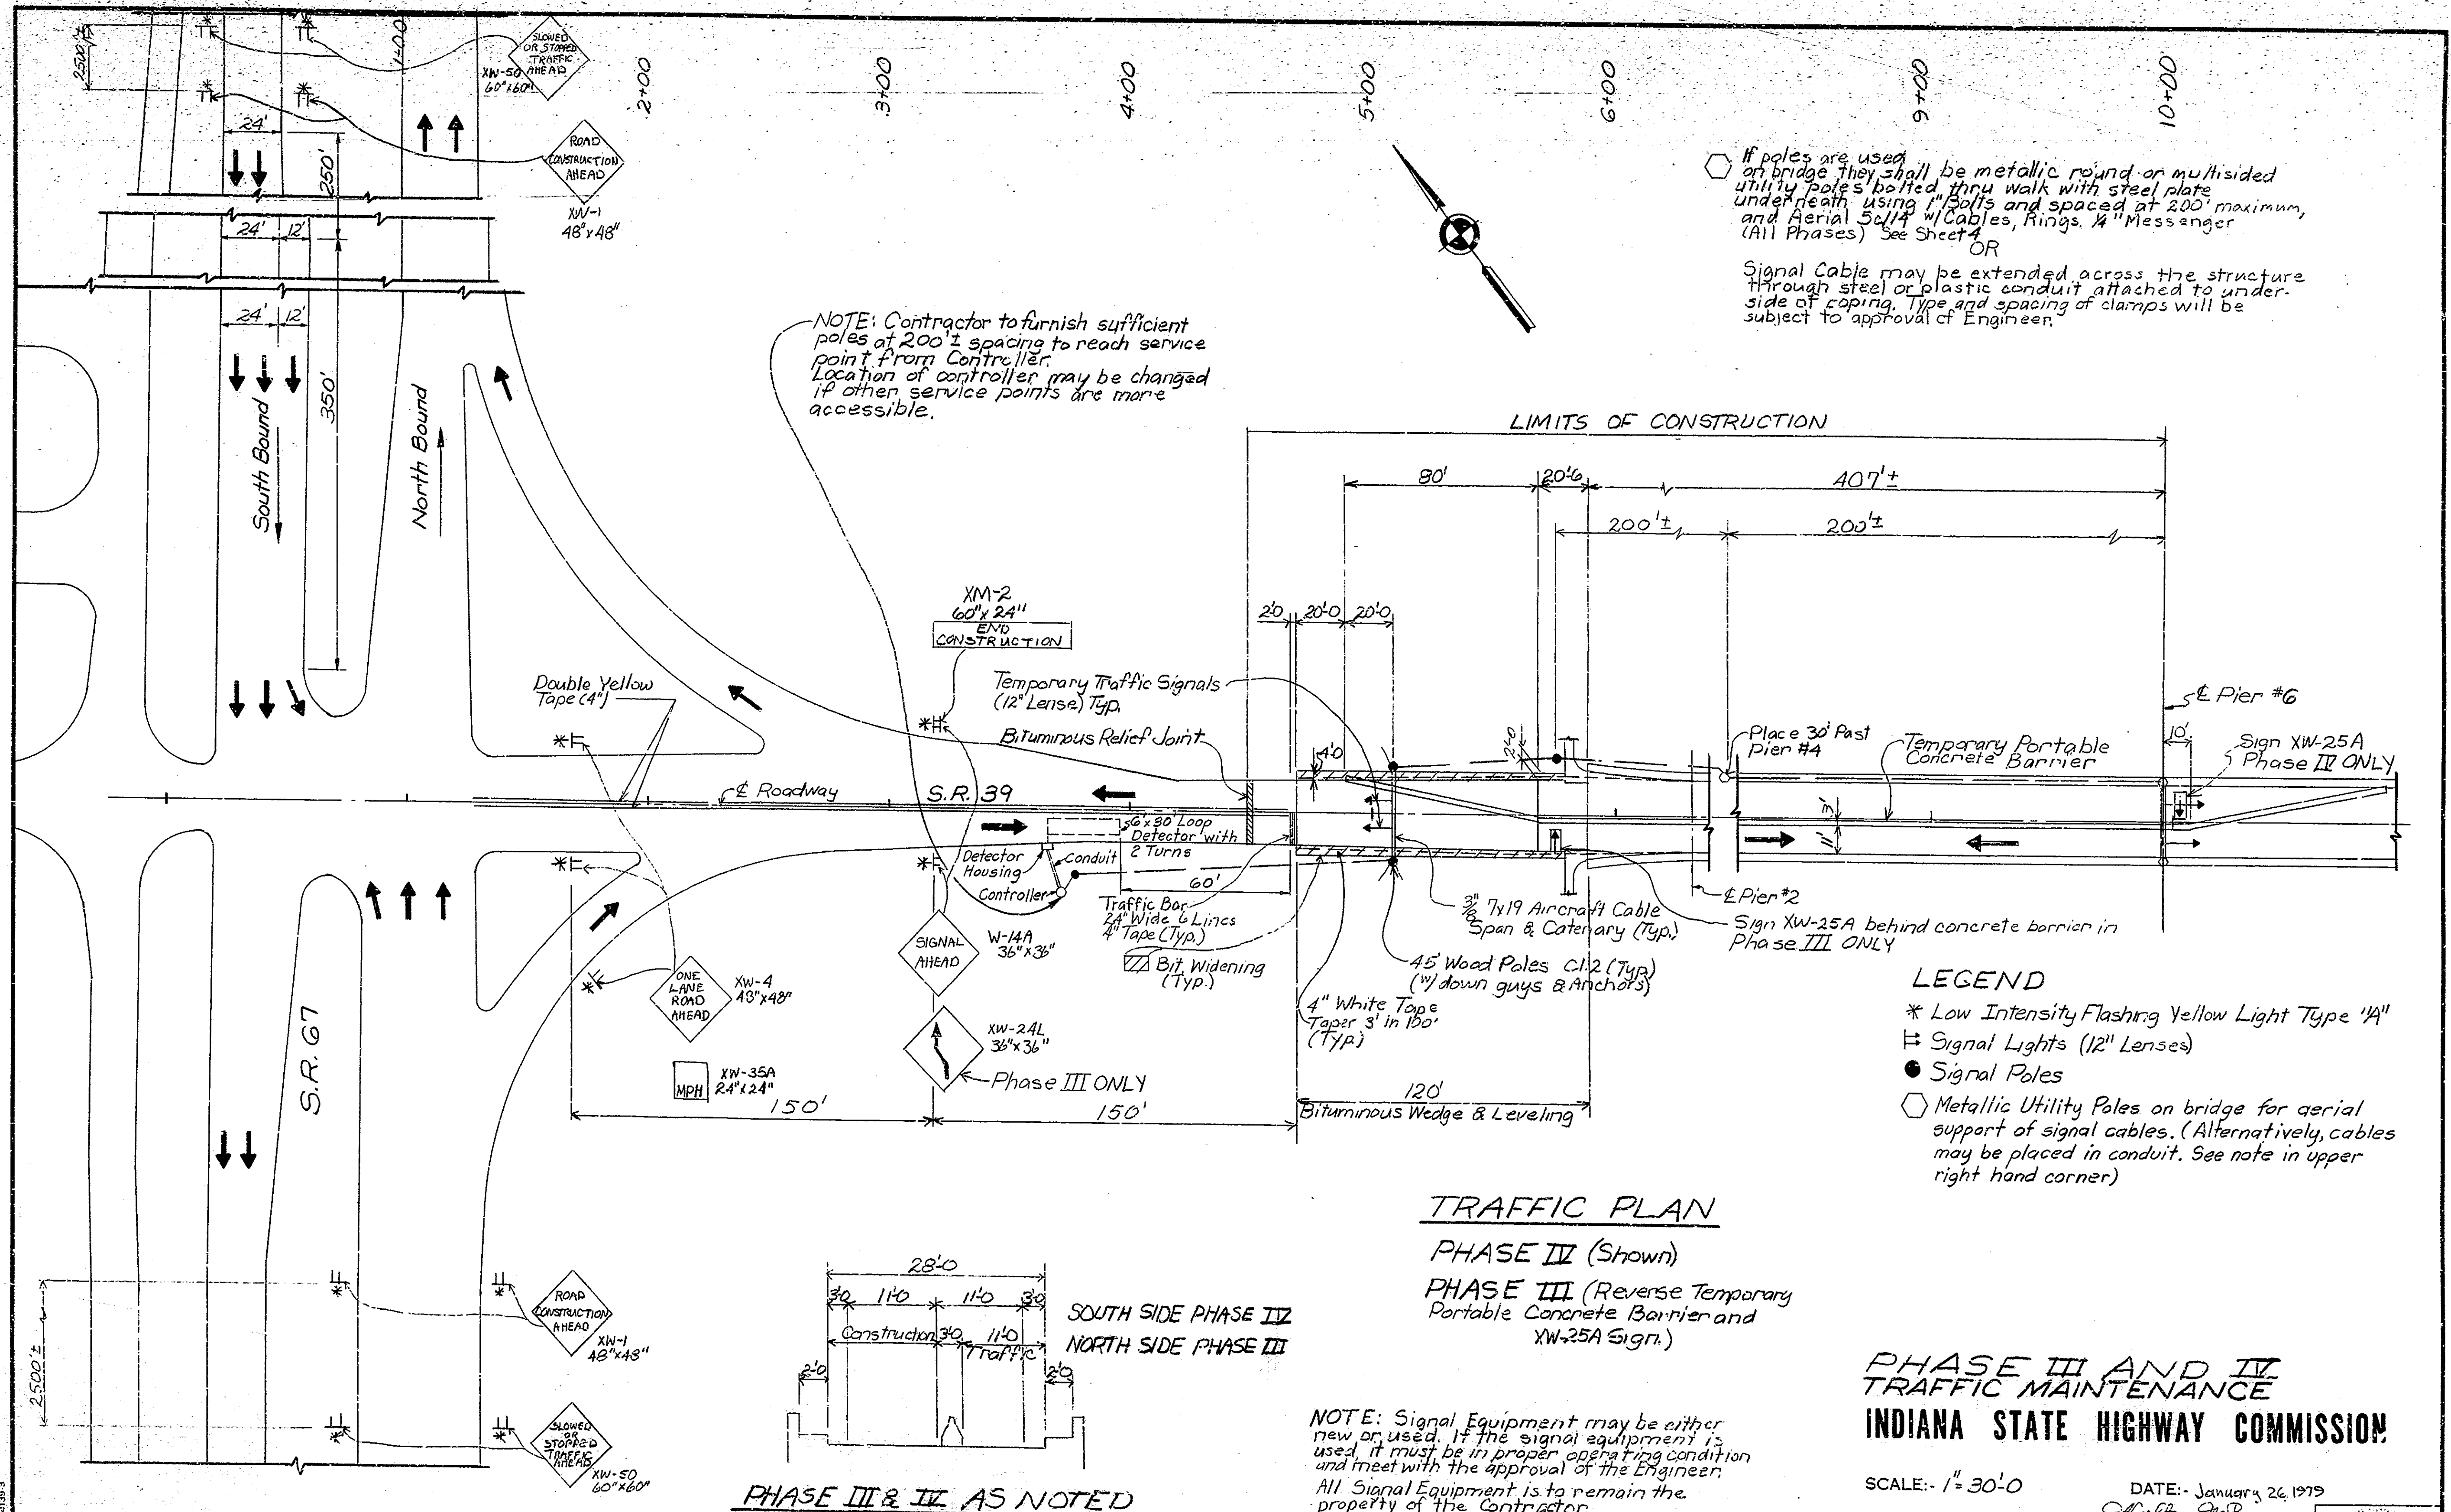 2500'±
1+00
SLOWED
OR STOPPED
TRAFFIC
AHEAD
XW-50
60"x60"
2+00
3+00
4+00
5+00
6+00
9+00
10+00
24'
250'
ROAD
CONSTRUCTION
AHEAD
XW-1
48"x48"
24' 12'
24' 12'
350'
South Bound
North Bound
If poles are used
on bridge they shall be metallic round or multisided
utility poles bolted thru walk with steel plate
underneath using 1" Bolts and spaced at 200' maximum,
and Aerial 5c/14 w/Cables, Rings, 1/4" Messenger
(All Phases) See Sheet 4
OR
Signal Cable may be extended across the structure
through steel or plastic conduit attached to under-
side of coping. Type and spacing of clamps will be
subject to approval of Engineer.
NOTE: Contractor to furnish sufficient
poles at 200'± spacing to reach service
point from Controller.
Location of controller may be changed
if other service points are more
accessible.
LIMITS OF CONSTRUCTION
80' 20'-6 407'±
200'± 200'±
XM-2
60"x24"
END
CONSTRUCTION
2'-0 20'-0 20'-0
Double Yellow
Tape (4")
Temporary Traffic Signals
(12" Lense) Typ.
Bituminous Relief Joint
4'-0
2'-0
Place 30' Past
Pier #4
Temporary Portable
Concrete Barrier
℄ Pier #6
10'
Sign XW-25A
Phase IV ONLY
℄ Roadway
S.R. 39
6'x30' Loop
Detector with
2 Turns
Detector
Housing
Conduit
Controller
60'
3'
11'
℄ Pier #2
Traffic Bar
24" Wide 6 Lines
4" Tape (Typ.)
Bit. Widening
(Typ.)
3/8" 7x19 Aircraft Cable
Span & Catenary (Typ.)
Sign XW-25A behind concrete barrier in
Phase III ONLY
45' Wood Poles Cl.2 (Typ)
(w/down guys & Anchors)
4" White Tape
Taper 3' in 100'
(Typ.)
SIGNAL
AHEAD
W-14A
36"x36"
ONE
LANE
ROAD
AHEAD
XW-4
48"x48"
XW-24L
36"x36"
Phase III ONLY
MPH
XW-35A
24"x24"
S.R. 67
150' 150'
120'
Bituminous Wedge & Leveling
LEGEND
* Low Intensity Flashing Yellow Light Type "A"
Signal Lights (12" Lenses)
Signal Poles
Metallic Utility Poles on bridge for aerial
support of signal cables. (Alternatively, cables
may be placed in conduit. See note in upper
right hand corner)
TRAFFIC PLAN
PHASE IV (Shown)
PHASE III (Reverse Temporary
Portable Concrete Barrier and
XW-25A Sign.)
ROAD
CONSTRUCTION
AHEAD
XW-1
48"x48"
2500'±
SLOWED
OR
STOPPED
TRAFFIC
AHEAD
XW-50
60"x60"
28'-0
3'-0 11'-0 11'-0 3'-0
SOUTH SIDE PHASE IV
Construction 3'-0 11'-0
Traffic
NORTH SIDE PHASE III
2'-0 2'-0
PHASE III & IV AS NOTED
NOTE: Signal Equipment may be either
new or used. If the signal equipment is
used, it must be in proper operating condition
and meet with the approval of the Engineer.
All Signal Equipment is to remain the
property of the Contractor
PHASE III AND IV
TRAFFIC MAINTENANCE
INDIANA STATE HIGHWAY COMMISSION
SCALE:- 1"=30'-0
DATE:- January 26, 1979